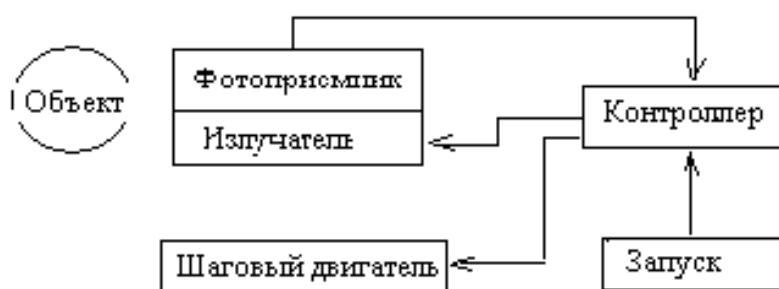 Фотоприемник
Объект
Контроллер
Излучатель
Шаговый двигатель
Запуск